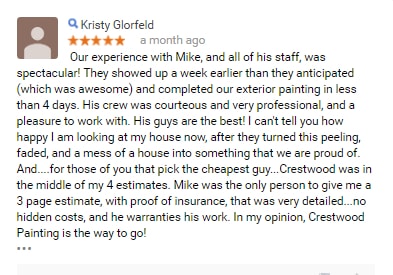 Kristy Glorfeld
★★★★★ a month ago
Our experience with Mike, and all of his staff, was
spectacular! They showed up a week earlier than they anticipated
(which was awesome) and completed our exterior painting in less
than 4 days. His crew was courteous and very professional, and a
pleasure to work with. His guys are the best! I can't tell you how
happy I am looking at my house now, after they turned this peeling,
faded, and a mess of a house into something that we are proud of.
And....for those of you that pick the cheapest guy...Crestwood was in
the middle of my 4 estimates. Mike was the only person to give me a
3 page estimate, with proof of insurance, that was very detailed...no
hidden costs, and he warranties his work. In my opinion, Crestwood
Painting is the way to go!